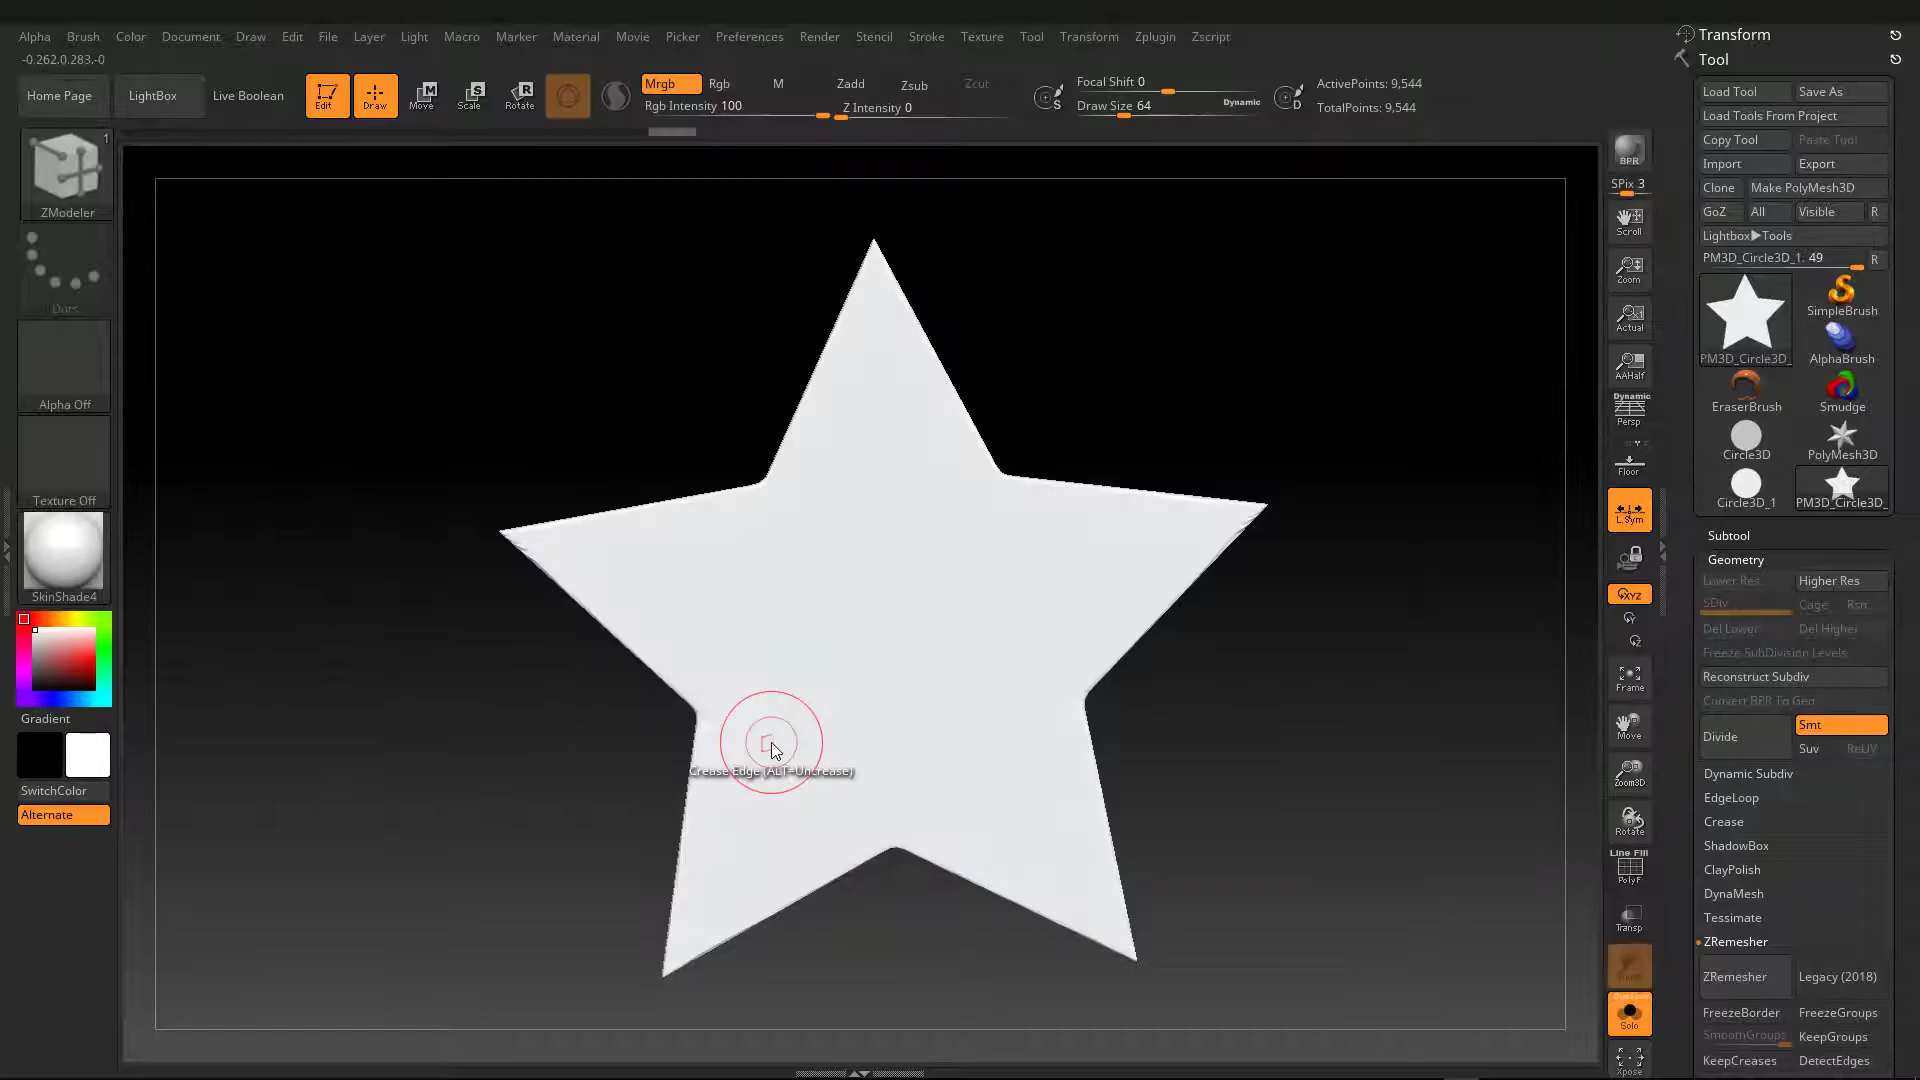 Alpha Brush Color Document Draw Edit File Layer Light Macro Marker Material Movie Picker Preferences Render Stencil Stroke Texture Tool Transform Zplugin Zscript
-0.262,0.283,-0
Home Page LightBox Live Boolean Edit Draw Move Scale Rotate
Mrgb Rgb M Zadd Zsub Zcut
Rgb Intensity 100 Z Intensity 0
S Focal Shift 0
Draw Size 64 Dynamic D
ActivePoints: 9,544
TotalPoints: 9,544
1
ZModeler
Dots
Alpha Off
Texture Off
SkinShade4
Gradient
SwitchColor
Alternate
Crease Edge (ALT=Uncrease)
BPR
SPix 3
Scroll
Zoom
Actual
AAHalf
Dynamic
Persp
Floor
L.Sym
XYZ
Y
Z
Frame
Move
Zoom3D
Rotate
Line Fill
PolyF
Transp
Solo
Xpose
Transform
Tool
Load Tool Save As
Load Tools From Project
Copy Tool Paste Tool
Import Export
Clone Make PolyMesh3D
GoZ All Visible R
Lightbox▶Tools
PM3D_Circle3D_1. 49 R
SimpleBrush
PM3D_Circle3D_ AlphaBrush
EraserBrush Smudge
Circle3D PolyMesh3D
Circle3D_1 PM3D_Circle3D_
Subtool
Geometry
Lower Res Higher Res
SDiv Cage Rstr
Del Lower Del Higher
Freeze SubDivision Levels
Reconstruct Subdiv
Convert BPR To Geo
Divide Smt
Suv ReUV
Dynamic Subdiv
EdgeLoop
Crease
ShadowBox
ClayPolish
DynaMesh
Tessimate
ZRemesher
ZRemesher Legacy (2018)
FreezeBorder FreezeGroups
SmoothGroups KeepGroups
KeepCreases DetectEdges